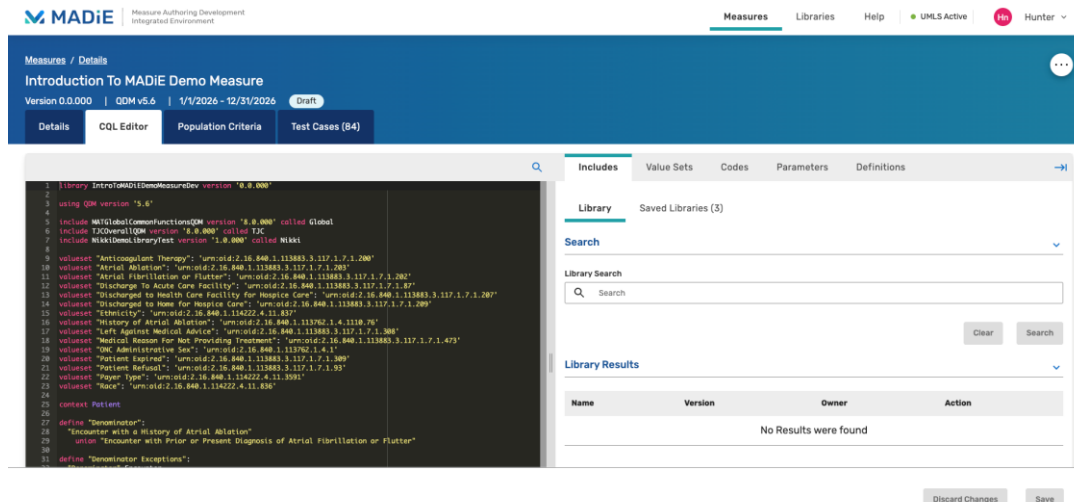 MADiE
Measure Authoring Development
Integrated Environment
Measures Libraries Help UMLS Active Hn Hunter
Measures / Details
Introduction To MADiE Demo Measure
Version 0.0.000 | QDM v5.6 | 1/1/2026 - 12/31/2026 Draft
Details CQL Editor Population Criteria Test Cases (84)
Includes Value Sets Codes Parameters Definitions
1 library IntroToMADiEDemoMeasureDev version '0.0.000'
2
3 using QDM version '5.6'
4
5 include MATGlobalCommonFunctionsQDM version '8.0.000' called Global
6 include TJCOverallQDM version '8.0.000' called TJC
7 include NikkiDemoLibraryTest version '1.0.000' called Nikki
8
9 valueset "Anticoagulant Therapy": 'urn:oid:2.16.840.1.113883.3.117.1.7.1.200'
10 valueset "Atrial Ablation": 'urn:oid:2.16.840.1.113883.3.117.1.7.1.203'
11 valueset "Atrial Fibrillation or Flutter": 'urn:oid:2.16.840.1.113883.3.117.1.7.1.202'
12 valueset "Discharge To Acute Care Facility": 'urn:oid:2.16.840.1.113883.3.117.1.7.1.87'
13 valueset "Discharged to Health Care Facility for Hospice Care": 'urn:oid:2.16.840.1.113883.3.117.1.7.1.207'
14 valueset "Discharged to Home for Hospice Care": 'urn:oid:2.16.840.1.113883.3.117.1.7.1.209'
15 valueset "Ethnicity": 'urn:oid:2.16.840.1.114222.4.11.837'
16 valueset "History of Atrial Ablation": 'urn:oid:2.16.840.1.113762.1.4.1110.76'
17 valueset "Left Against Medical Advice": 'urn:oid:2.16.840.1.113883.3.117.1.7.1.308'
18 valueset "Medical Reason For Not Providing Treatment": 'urn:oid:2.16.840.1.113883.3.117.1.7.1.473'
19 valueset "ONC Administrative Sex": 'urn:oid:2.16.840.1.113762.1.4.1'
20 valueset "Patient Expired": 'urn:oid:2.16.840.1.113883.3.117.1.7.1.309'
21 valueset "Patient Refusal": 'urn:oid:2.16.840.1.113883.3.117.1.7.1.93'
22 valueset "Payer Type": 'urn:oid:2.16.840.1.114222.4.11.3591'
23 valueset "Race": 'urn:oid:2.16.840.1.114222.4.11.836'
24
25 context Patient
26
27 define "Denominator":
28 "Encounter with a History of Atrial Ablation"
29 union "Encounter with Prior or Present Diagnosis of Atrial Fibrillation or Flutter"
30
31 define "Denominator Exceptions":
Library Saved Libraries (3)
Search
Library Search
Search
Clear Search
Library Results
Name Version Owner Action
No Results were found
Discard Changes Save